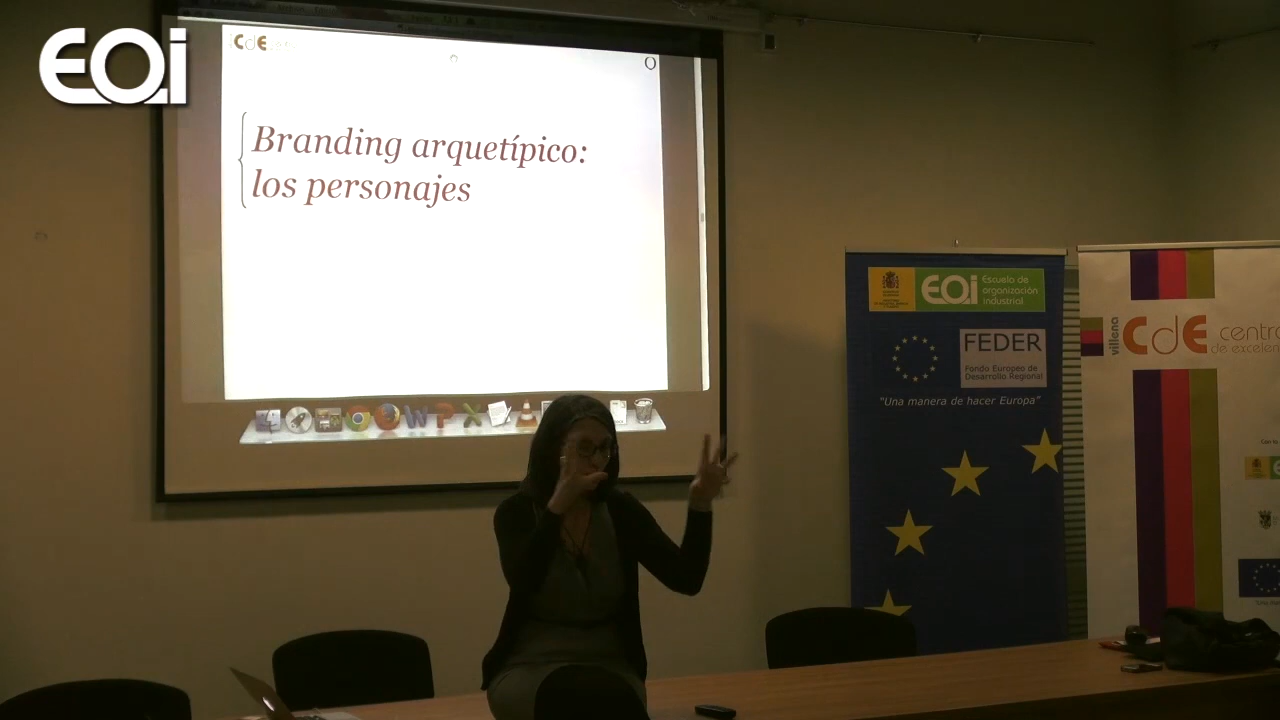 EOi
CdE
Branding arquetípico:
los personajes
W P X
EOi Escuela de
organización
industrial
FEDER
Fondo Europeo de
Desarrollo Regional
"Una manera de hacer Europa"
villena
CdE centro
de excelen